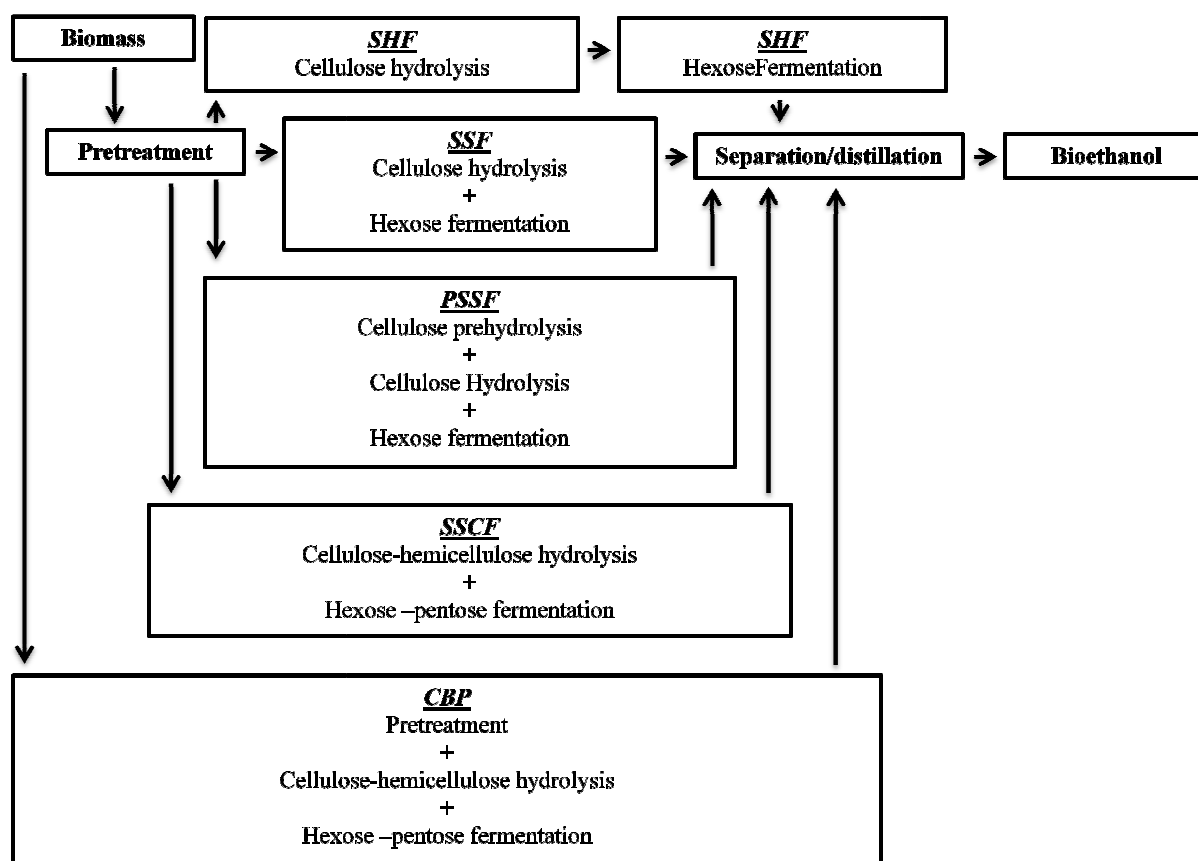 Biomass
SHF
Cellulose hydrolysis
SHF
HexoseFermentation
Pretreatment
SSF
Cellulose hydrolysis
+
Hexose fermentation
Separation/distillation
Bioethanol
PSSF
Cellulose prehydrolysis
+
Cellulose Hydrolysis
+
Hexose fermentation
SSCF
Cellulose-hemicellulose hydrolysis
+
Hexose –pentose fermentation
CBP
Pretreatment
+
Cellulose-hemicellulose hydrolysis
+
Hexose –pentose fermentation